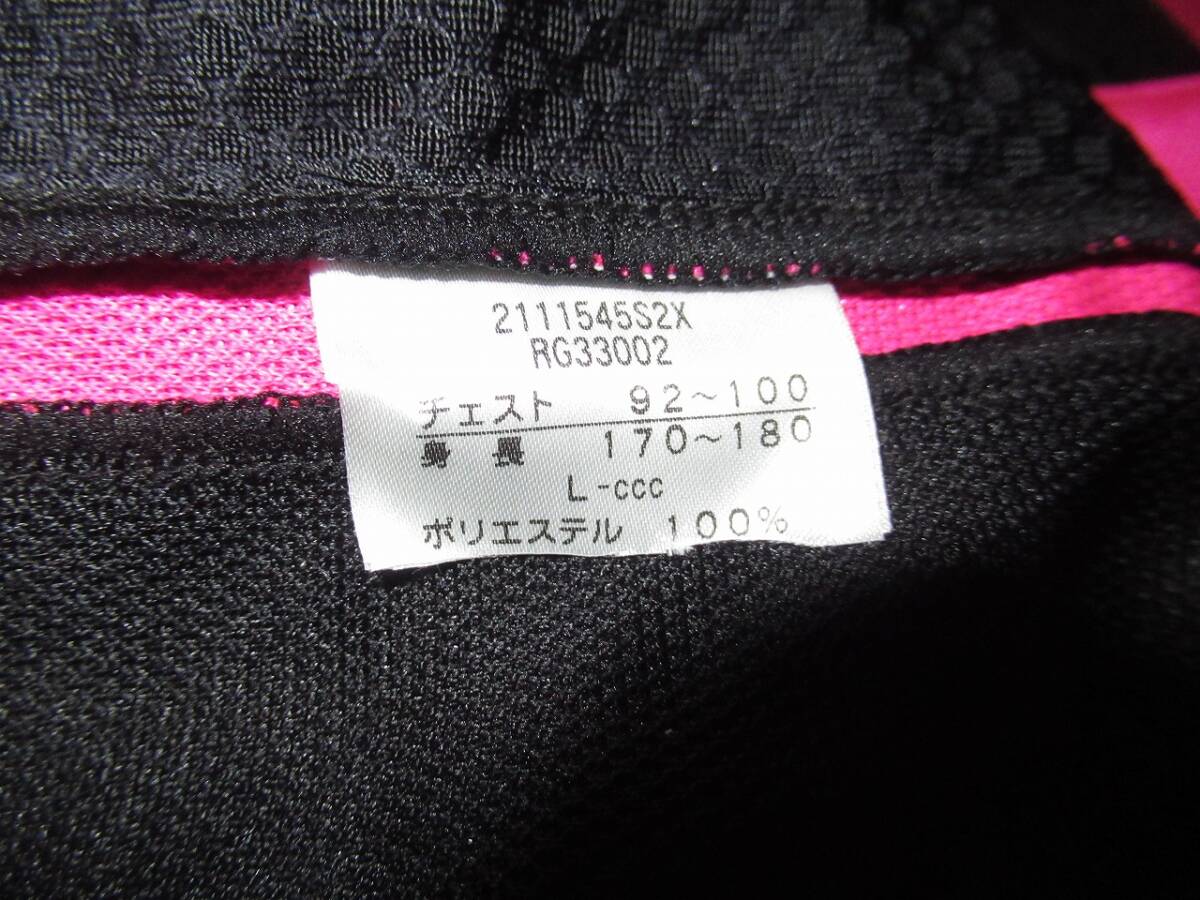 2111545S2X
RG33002
チェスト 92～100
身長 170～180
L-ccc
ポリエステル 100%